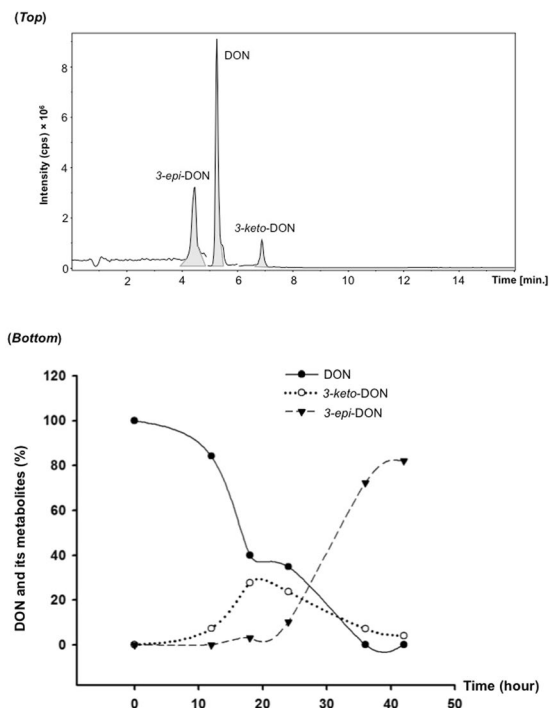 (Top)
DON
3-epi-DON
3-keto-DON
Intensity (cps) × 10⁶
8
6
4
2
0
2 4 6 8 10 12 14 Time [min.]
(Bottom)
DON
3-keto-DON
3-epi-DON
DON and its metabolites (%)
120
100
80
60
40
20
0
0 10 20 30 40 50
Time (hour)